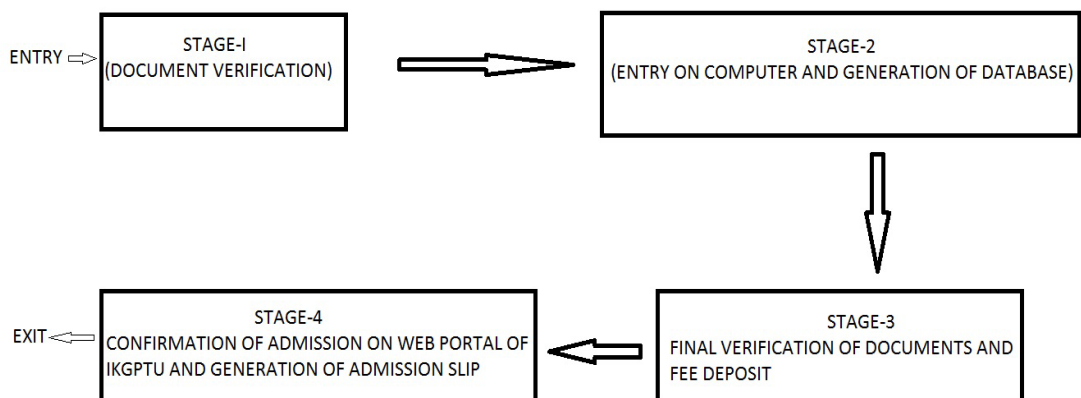 ENTRY
STAGE-I
(DOCUMENT VERIFICATION)
STAGE-2
(ENTRY ON COMPUTER AND GENERATION OF DATABASE)
STAGE-3
FINAL VERIFICATION OF DOCUMENTS AND
FEE DEPOSIT
STAGE-4
CONFIRMATION OF ADMISSION ON WEB PORTAL OF
IKGPTU AND GENERATION OF ADMISSION SLIP
EXIT